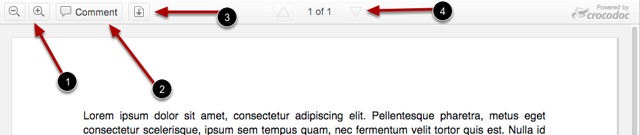 Comment
1 of 1
Powered by
crocodoc
3
4
1
2
Lorem ipsum dolor sit amet, consectetur adipiscing elit. Pellentesque pharetra, metus eget
consectetur scelerisque, ipsum sem tempus quam, nec fermentum velit tortor quis est. Nulla id